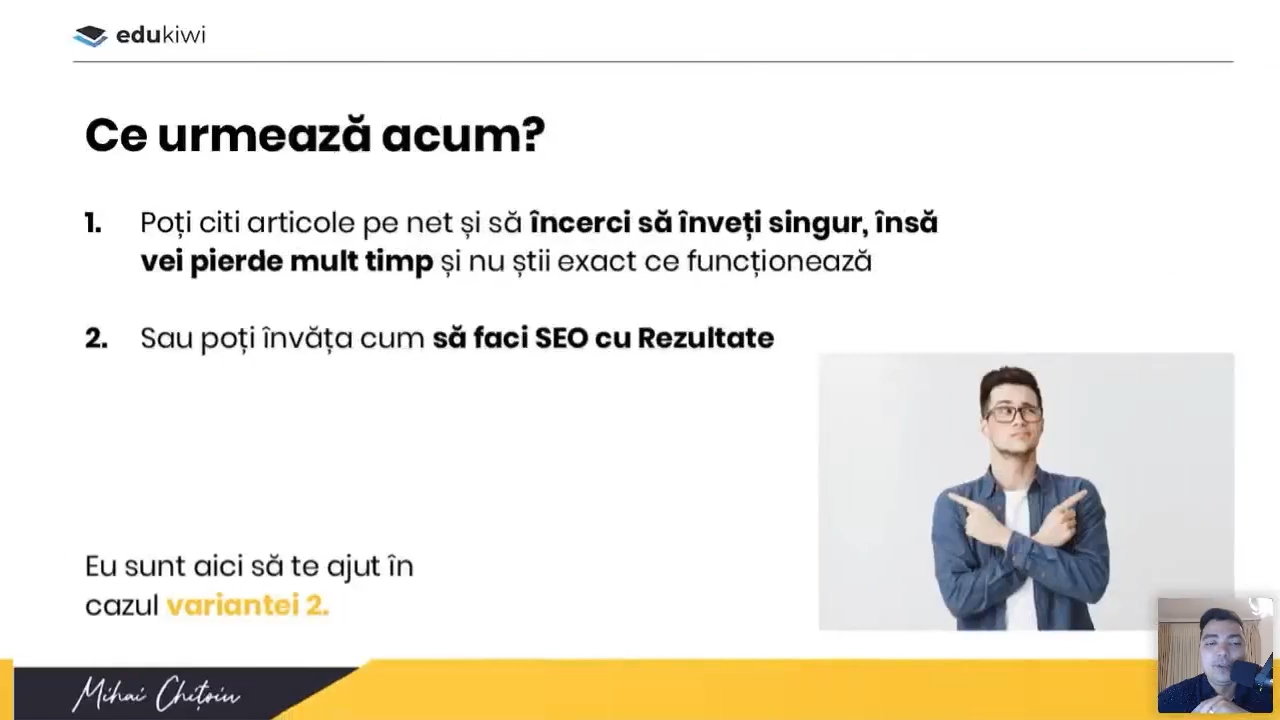 edukiwi
Ce urmează acum?
1. Poți citi articole pe net și să încerci să înveți singur, însă
vei pierde mult timp și nu știi exact ce funcționează
2. Sau poți învăța cum să faci SEO cu Rezultate
Eu sunt aici să te ajut în
cazul variantei 2.
Mihai Chițoiu